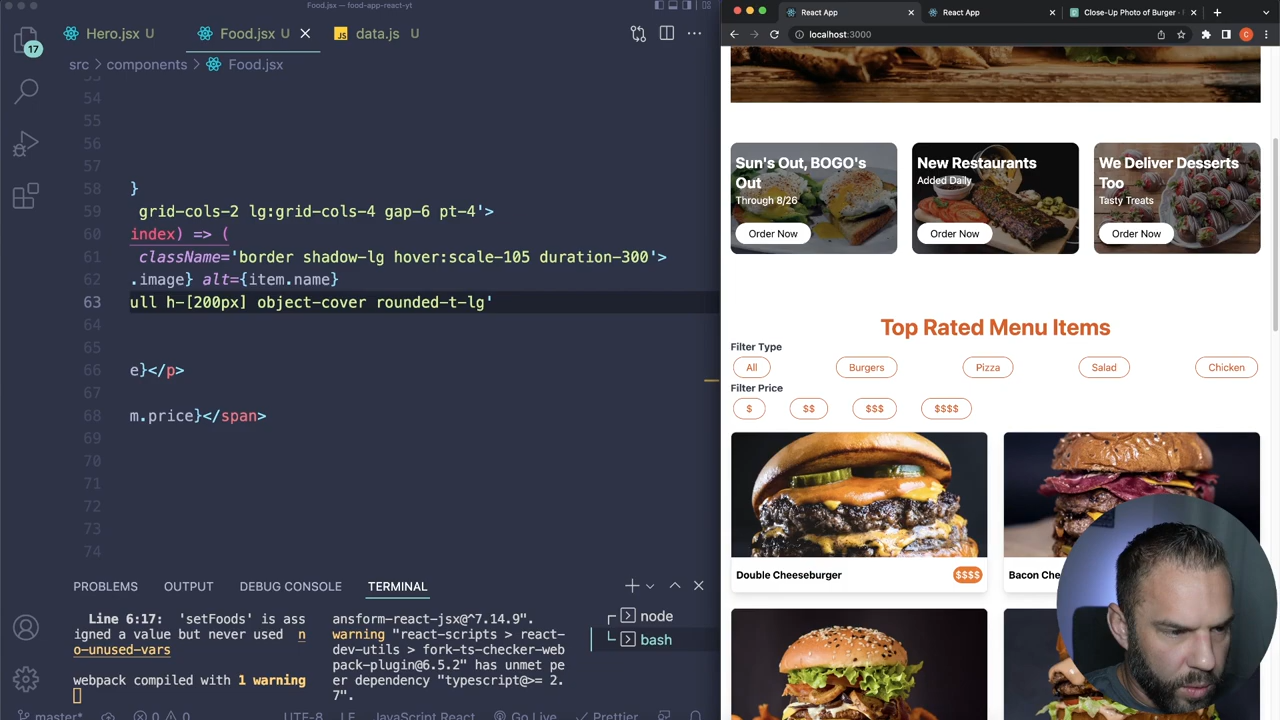 Food.jsx — food-app-react-yt
Hero.jsx U
Food.jsx U
JS data.js U
src > components > Food.jsx
17
54
55
56
57
58 }
59 grid-cols-2 lg:grid-cols-4 gap-6 pt-4'>
60 index) => (
61 className='border shadow-lg hover:scale-105 duration-300'>
62 .image} alt={item.name}
63 ull h-[200px] object-cover rounded-t-lg'
64
65
66 e}</p>
67
68 m.price}</span>
69
70
71
72
73
74
PROBLEMS OUTPUT DEBUG CONSOLE TERMINAL
Line 6:17: 'setFoods' is ass
igned a value but never used n
o-unused-vars
webpack compiled with 1 warning
ansform-react-jsx@^7.14.9".
warning "react-scripts > react-
dev-utils > fork-ts-checker-web
pack-plugin@6.5.2" has unmet pe
er dependency "typescript@>= 2.
7".
node
bash
master* 0 0 UTF-8 LF JavaScript React Go Live Prettier
React App
React App
Close-Up Photo of Burger
localhost:3000
C
Sun's Out, BOGO's
Out
Through 8/26
Order Now
New Restaurants
Added Daily
Order Now
We Deliver Desserts
Too
Tasty Treats
Order Now
Top Rated Menu Items
Filter Type
All Burgers Pizza Salad Chicken
Filter Price
$ $$ $$$ $$$$
Double Cheeseburger $$$$
Bacon Che